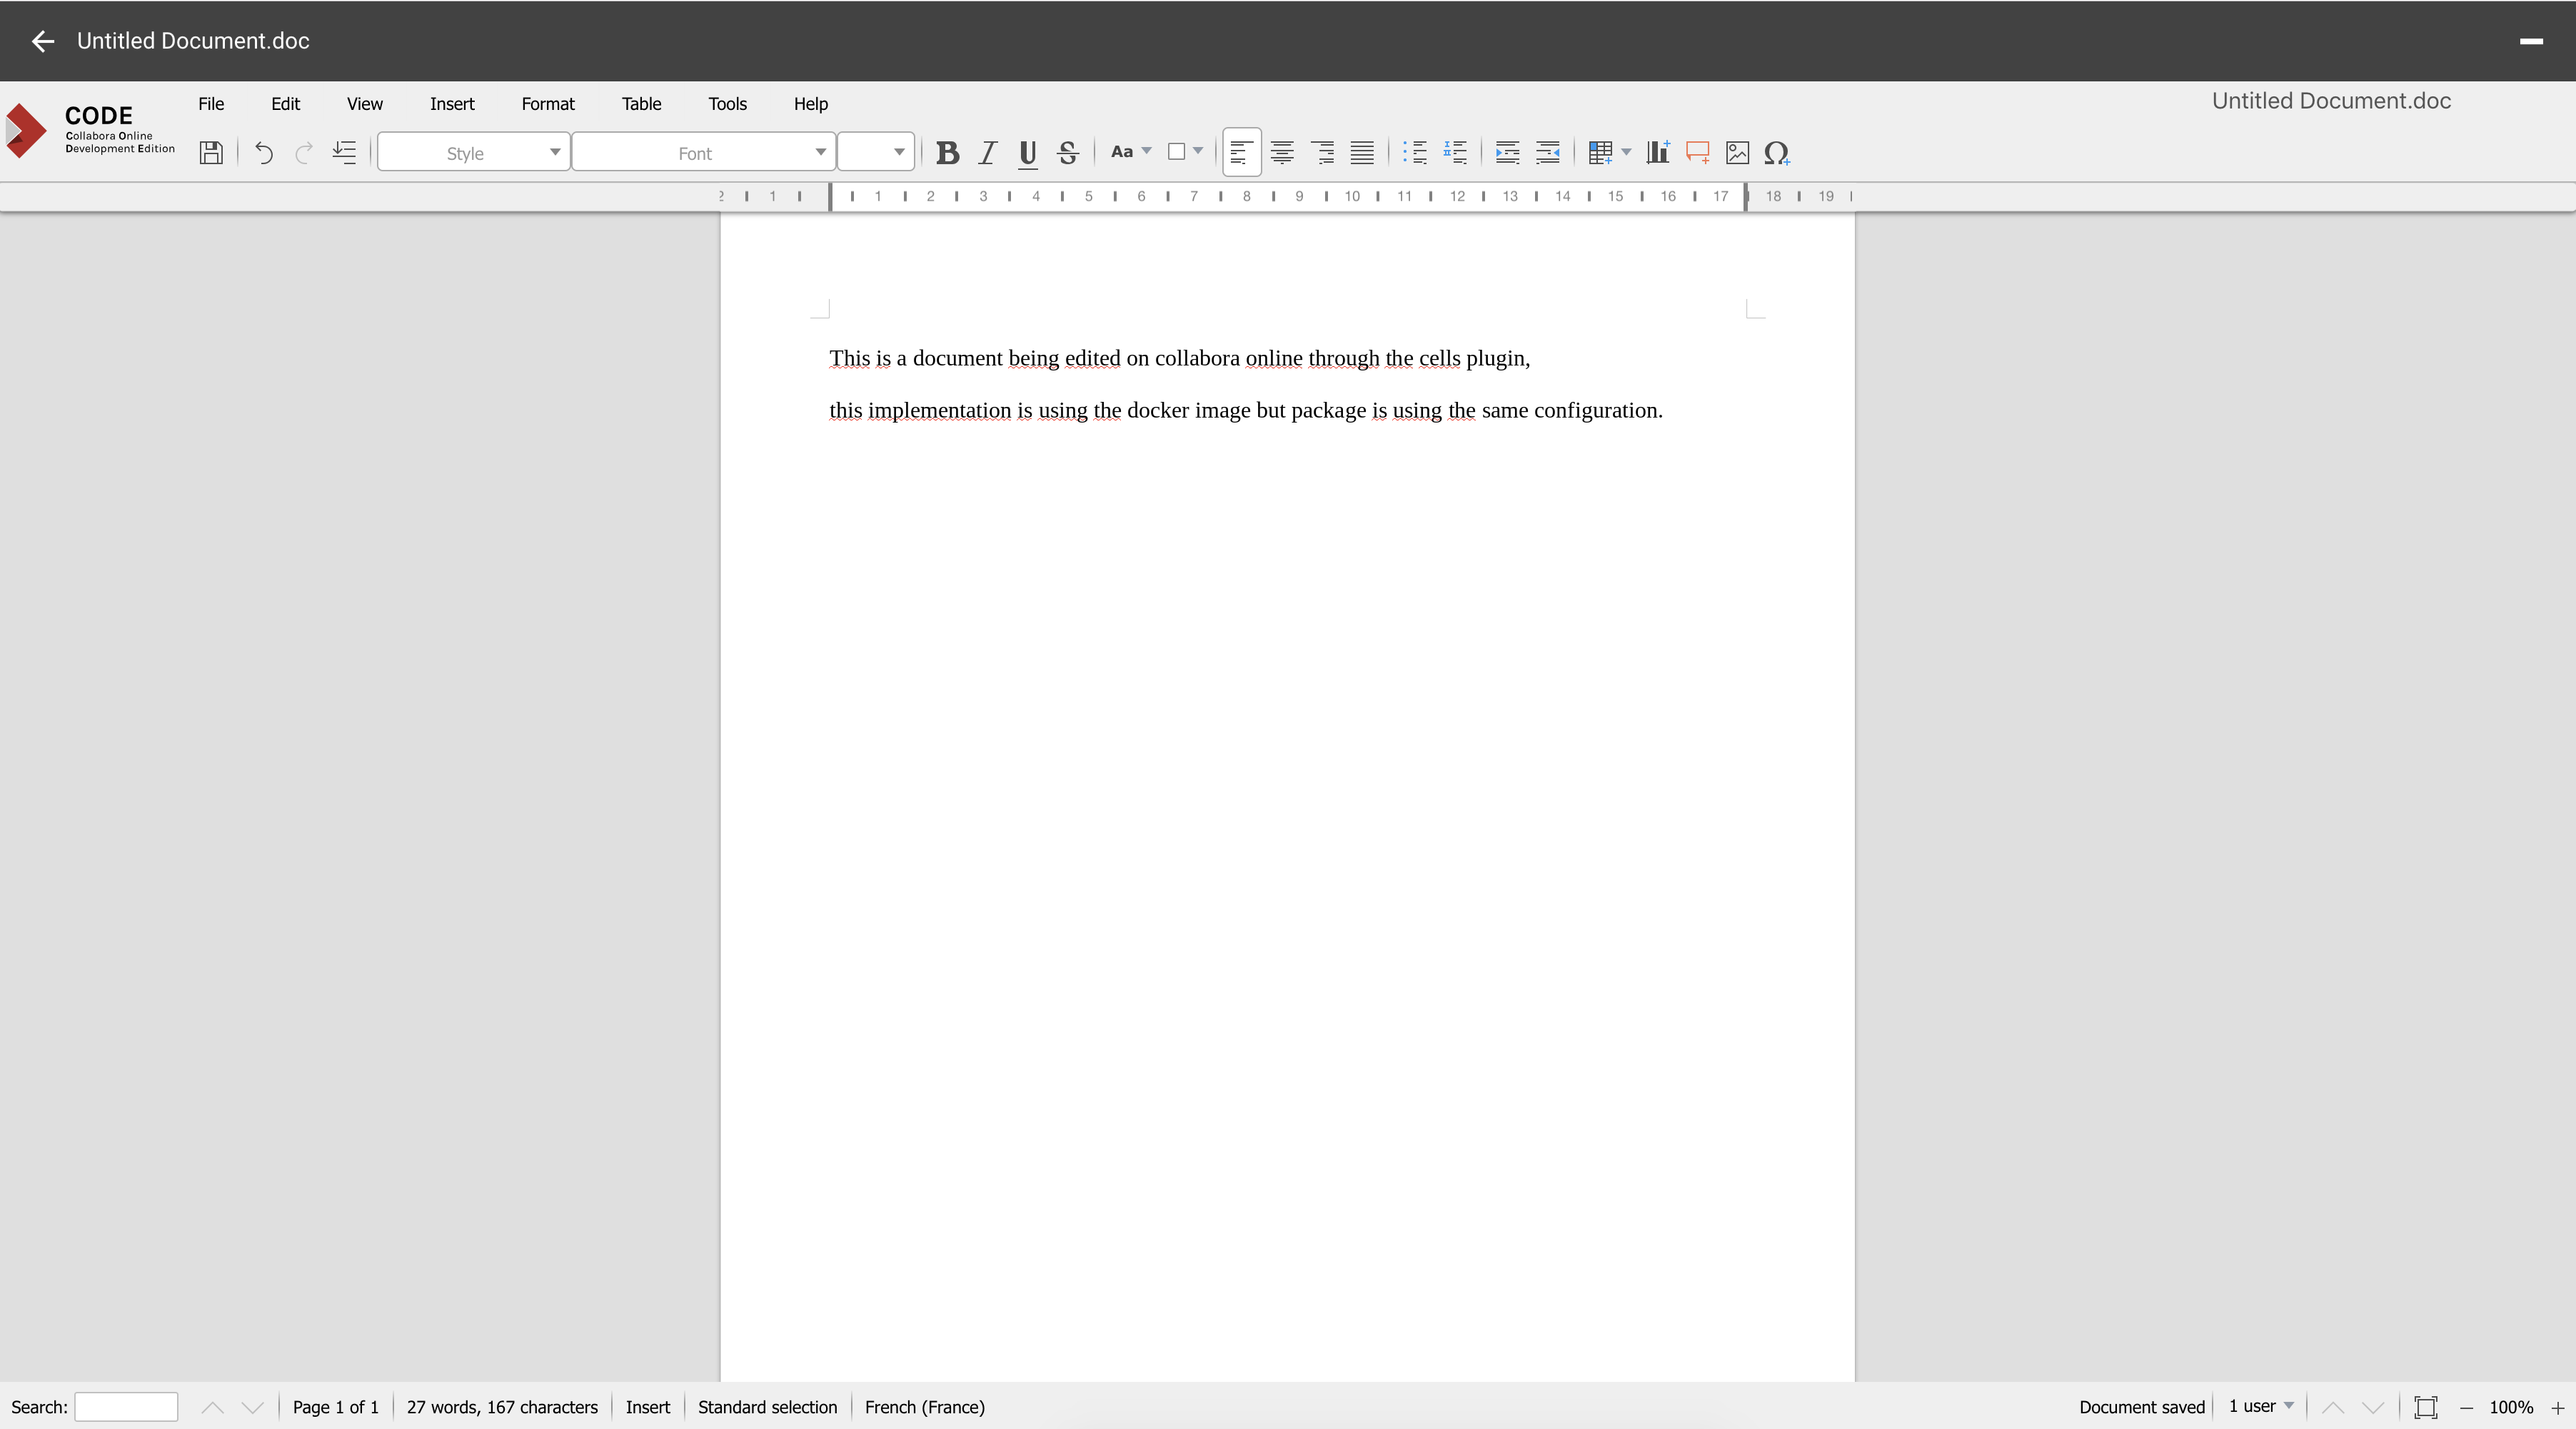 Untitled Document.doc
CODE
Collabora Online
Development Edition
File Edit View Insert Format Table Tools Help
Untitled Document.doc
Style Font
B I U S Aa
2 1 1 2 3 4 5 6 7 8 9 10 11 12 13 14 15 16 17 18 19
This is a document being edited on collabora online through the cells plugin,
this implementation is using the docker image but package is using the same configuration.
Search: Page 1 of 1 27 words, 167 characters Insert Standard selection French (France) Document saved 1 user 100%